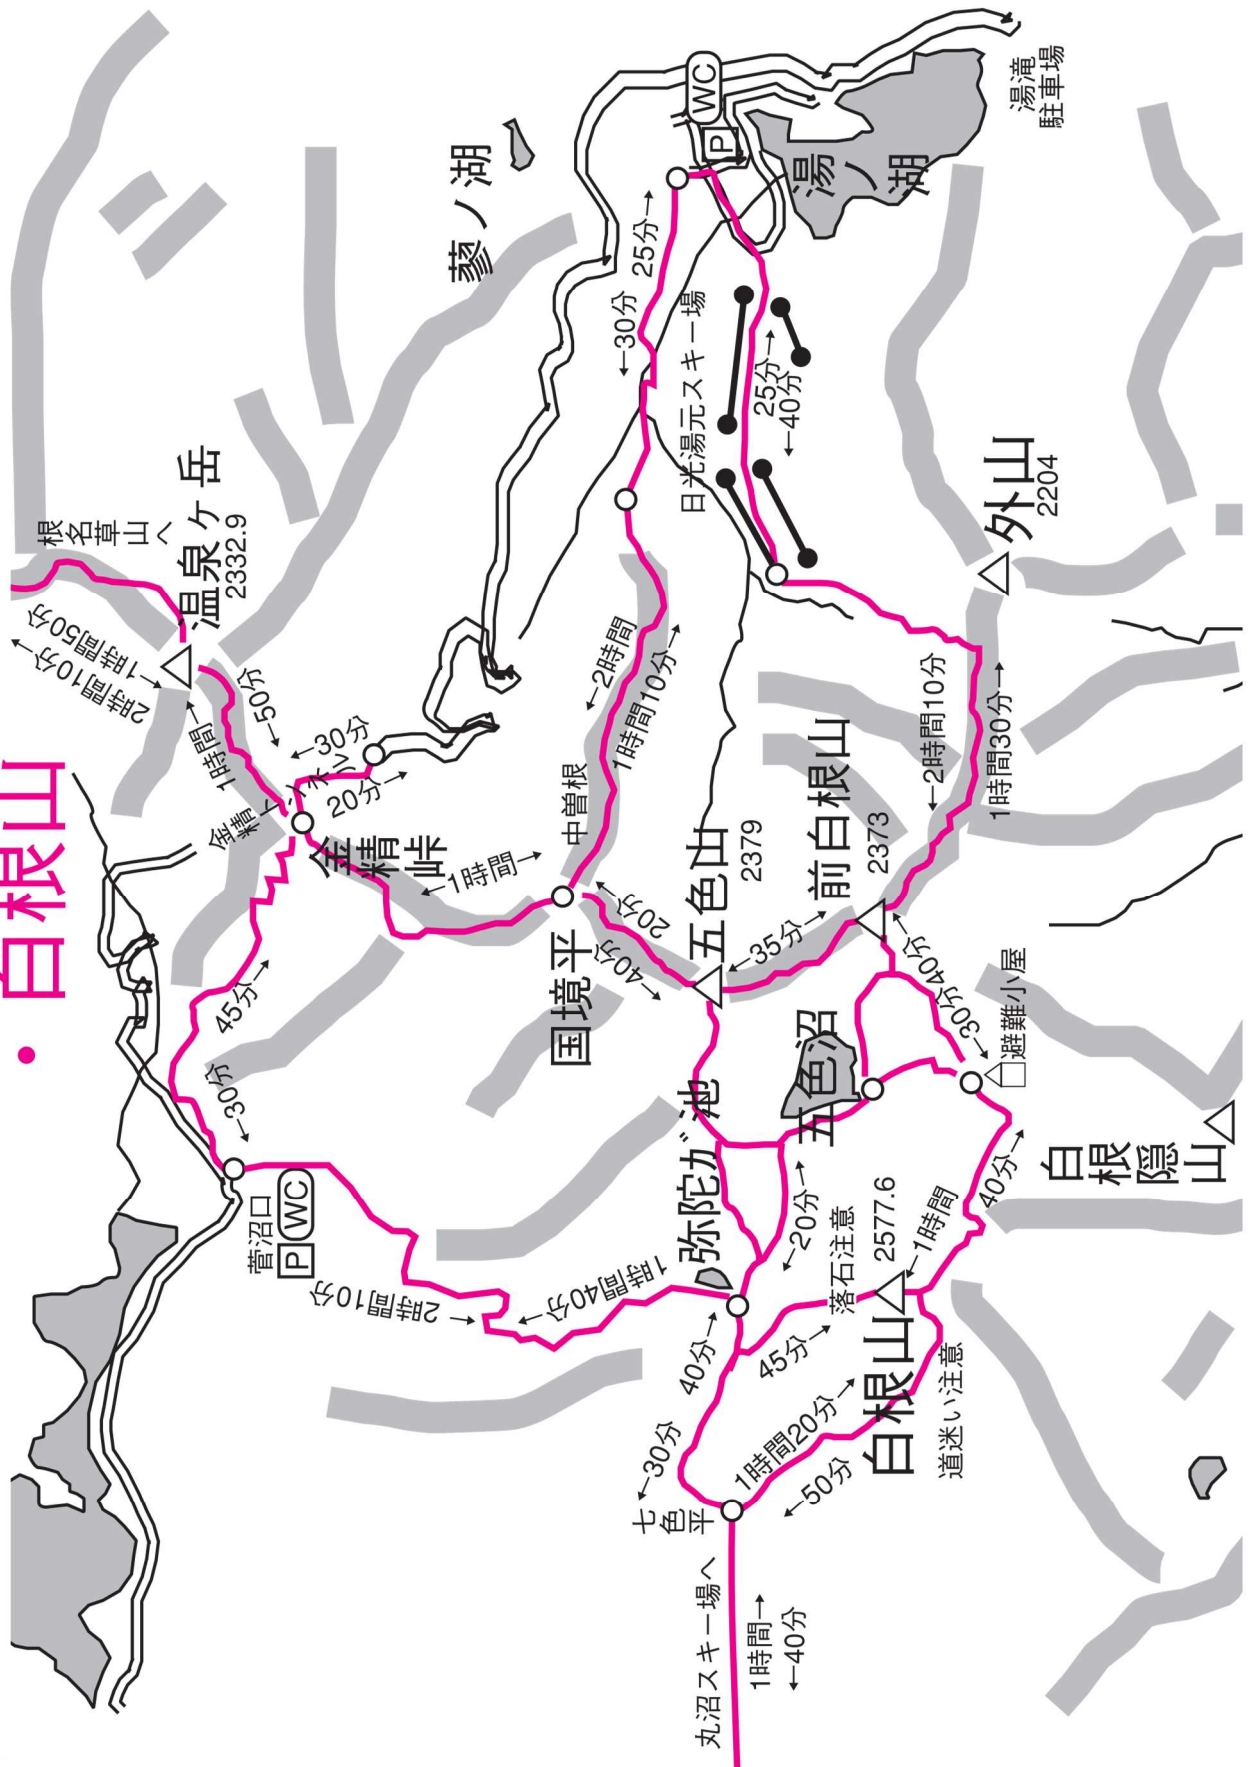 ・白根山
根名草山へ
温泉ヶ岳
2332.9
2時間10分→
←1時間50分
1時間→
←50分
金精トンネル
←30分
20分→
金精峠
45分→
←30分
菅沼口
P WC
2時間10分→
←1時間40分
←1時間→
国境平
中曽根
←2時間
1時間10分→
←30分
25分→
蓼ノ湖
WC
P
湯ノ湖
湯滝
駐車場
日光湯元スキー場
25分→
←40分
外山
2204
←2時間10分
1時間30分→
前白根山
2373
五色山
2379
20分→
←40分
←35分→
五色沼
40分→
←30分
避難小屋
白根隠山
弥陀ガ池
←20分→
落石注意
白根山
2577.6
←1時間
40分→
45分→
40分→
←30分
七色平
1時間20分→
←50分
道迷い注意
丸沼スキー場へ
1時間→
←40分